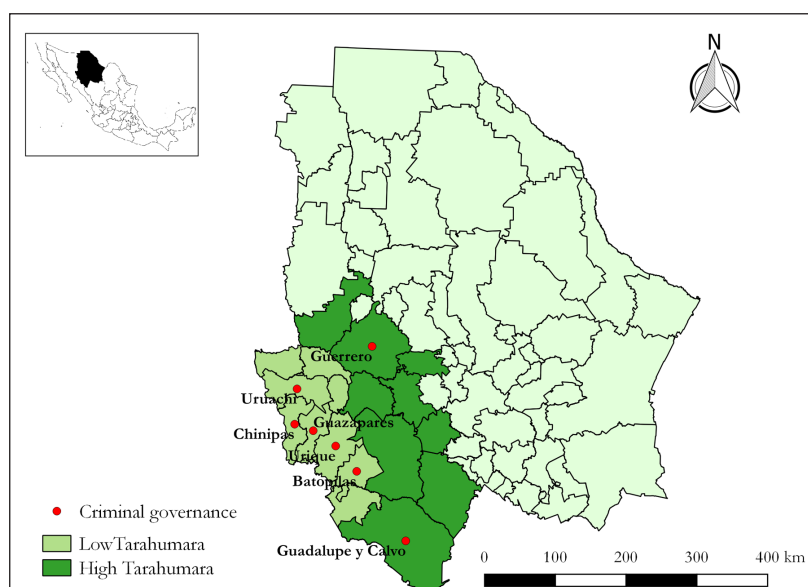 N
Guerrero
Uruachi
Guazapares
Chinipas
Urique
Batopilas
Criminal governance
LowTarahumara
High Tarahumara
Guadalupe y Calvo
0 100 200 300 400 km